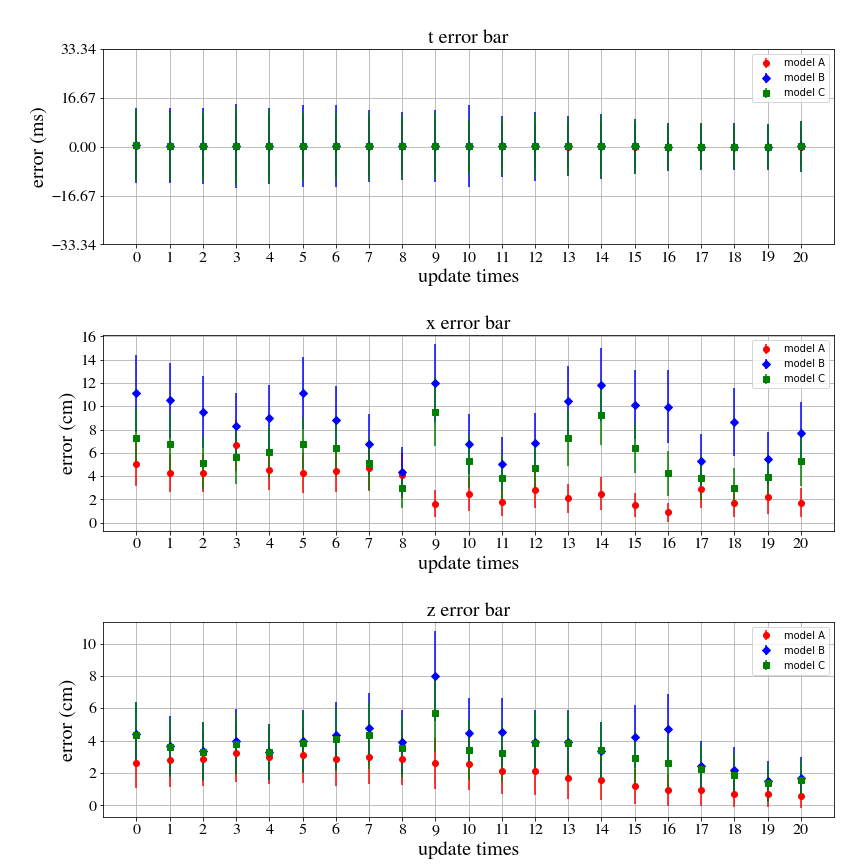 t error bar
33.34
16.67
0.00
−16.67
−33.34
error (ms)
model A
model B
model C
0 1 2 3 4 5 6 7 8 9 10 11 12 13 14 15 16 17 18 19 20
update times
x error bar
16
14
12
10
8
6
4
2
0
error (cm)
model A
model B
model C
0 1 2 3 4 5 6 7 8 9 10 11 12 13 14 15 16 17 18 19 20
update times
z error bar
10
8
6
4
2
0
error (cm)
model A
model B
model C
0 1 2 3 4 5 6 7 8 9 10 11 12 13 14 15 16 17 18 19 20
update times